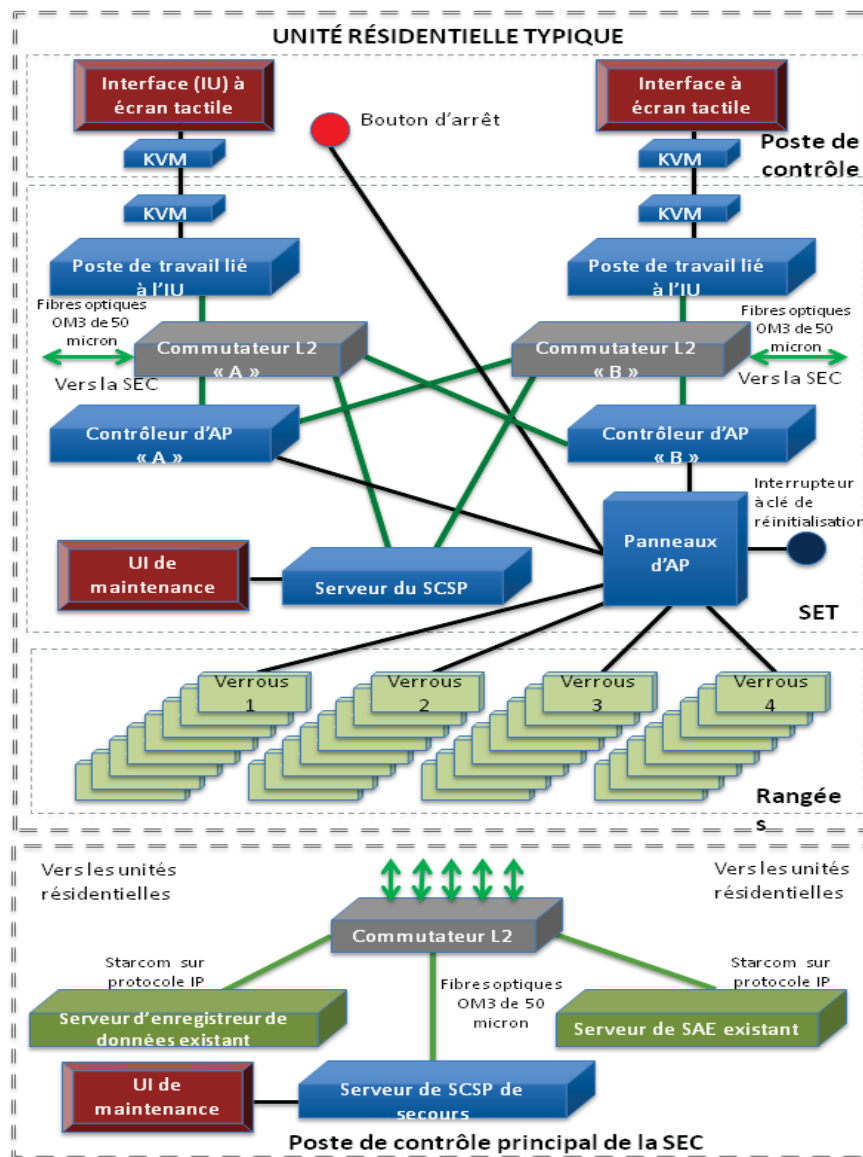 UNITÉ RÉSIDENTIELLE TYPIQUE
Interface (IU) à
écran tactile
Interface à
écran tactile
Bouton d'arrêt
KVM
KVM
Poste de
contrôle
KVM
KVM
Poste de travail lié
à l'IU
Poste de travail lié
à l'IU
Fibres optiques
OM3 de 50
micron
Fibres optiques
OM3 de 50
micron
Commutateur L2
« A »
Commutateur L2
« B »
Vers la SEC
Vers la SEC
Contrôleur d'AP
« A »
Contrôleur d'AP
« B »
Interrupteur
à clé de
réinitialisation
Panneaux
d'AP
UI de
maintenance
Serveur du SCSP
SET
Verrous
1
Verrous
2
Verrous
3
Verrous
4
Rangée
s
Vers les unités
résidentielles
Vers les unités
résidentielles
Commutateur L2
Starcom sur
protocole IP
Fibres optiques
OM3 de 50
micron
Starcom sur
protocole IP
Serveur d'enregistreur de
données existant
Serveur de SAE existant
UI de
maintenance
Serveur de SCSP de
secours
Poste de contrôle principal de la SEC